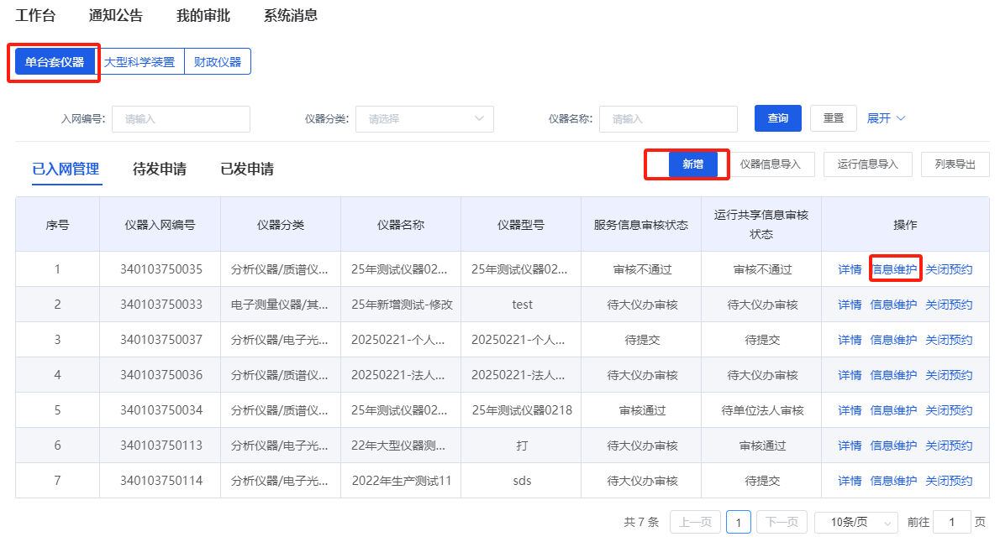 工作台 通知公告 我的审批 系统消息
单台套仪器 大型科学装置 财政仪器
入网编号: 请输入 仪器分类: 请选择 仪器名称: 请输入 查询 重置 展开
已入网管理 待发申请 已发申请 新增 仪器信息导入 运行信息导入 列表导出
序号 仪器入网编号 仪器分类 仪器名称 仪器型号 服务信息审核状态 运行共享信息审核状态 操作
1 340103750035 分析仪器/质谱仪... 25年测试仪器02... 25年测试仪器02... 审核不通过 审核不通过 详情 信息维护 关闭预约
2 340103750033 电子测量仪器/其... 25年新增测试-修改 test 待大仪办审核 待大仪办审核 详情 信息维护 关闭预约
3 340103750037 分析仪器/电子光... 20250221-个人... 20250221-个人... 待提交 待提交 详情 信息维护 关闭预约
4 340103750036 分析仪器/质谱仪... 20250221-法人... 20250221-法人... 待大仪办审核 待大仪办审核 详情 信息维护 关闭预约
5 340103750034 分析仪器/质谱仪... 25年测试仪器02... 25年测试仪器0218 审核通过 待单位法人审核 详情 信息维护 关闭预约
6 340103750113 分析仪器/电子光... 22年大型仪器测... 打 待大仪办审核 审核通过 详情 信息维护 关闭预约
7 340103750114 分析仪器/电子光... 2022年生产测试11 sds 待大仪办审核 待提交 详情 信息维护 关闭预约
共 7 条 上一页 1 下一页 10条/页 前往 1 页